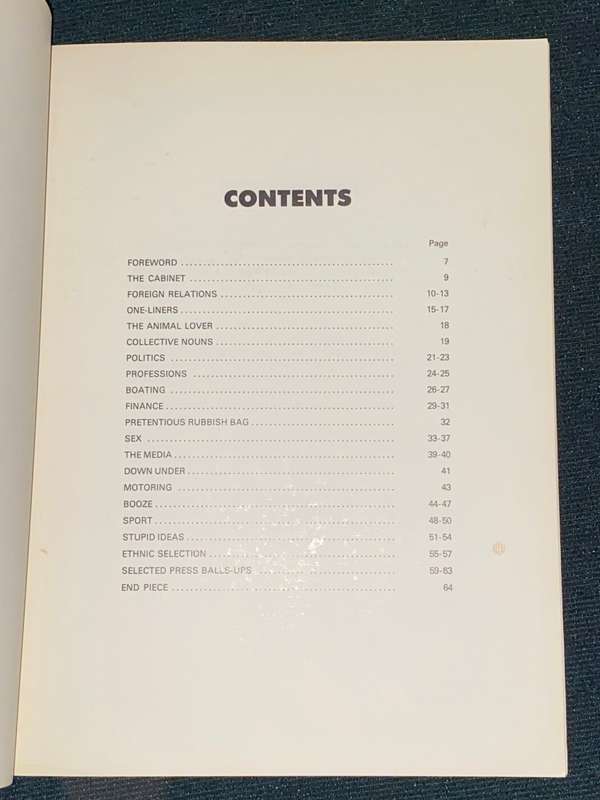 CONTENTS
Page
FOREWORD ........................................ 7
THE CABINET ........................................ 9
FOREIGN RELATIONS ........................................ 10-13
ONE-LINERS ........................................ 15-17
THE ANIMAL LOVER ........................................ 18
COLLECTIVE NOUNS ........................................ 19
POLITICS ........................................ 21-23
PROFESSIONS ........................................ 24-25
BOATING ........................................ 26-27
FINANCE ........................................ 29-31
PRETENTIOUS RUBBISH BAG ........................................ 32
SEX ........................................ 33-37
THE MEDIA ........................................ 39-40
DOWN UNDER ........................................ 41
MOTORING ........................................ 43
BOOZE ........................................ 44-47
SPORT ........................................ 48-50
STUPID IDEAS ........................................ 51-54
ETHNIC SELECTION ........................................ 55-57
SELECTED PRESS BALLS-UPS ........................................ 59-83
END PIECE ........................................ 64